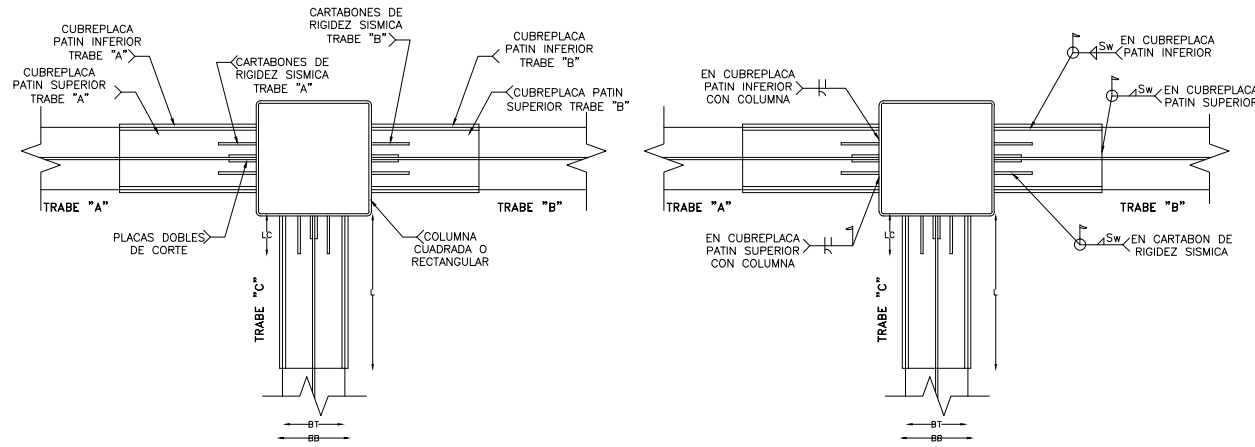 CUBREPLACA
PATIN INFERIOR
TRABE "A"
CUBREPLACA
PATIN SUPERIOR
TRABE "A"
CARTABONES DE
RIGIDEZ SISMICA
TRABE "B"
CARTABONES DE
RIGIDEZ SISMICA
TRABE "A"
CUBREPLACA
PATIN INFERIOR
TRABE "B"
CUBREPLACA PATIN
SUPERIOR TRABE "B"
TRABE "A"
TRABE "B"
PLACAS DOBLES
DE CORTE
LC
COLUMNA
CUADRADA O
RECTANGULAR
TRABE "C"
L
BT
BB
EN CUBREPLACA
PATIN INFERIOR
CON COLUMNA
Sw
EN CUBREPLACA
PATIN INFERIOR
Sw
EN CUBREPLACA
PATIN SUPERIOR
TRABE "A"
TRABE "B"
EN CUBREPLACA
PATIN SUPERIOR
CON COLUMNA
LC
Sw
EN CARTABON DE
RIGIDEZ SISMICA
TRABE "C"
L
BT
BB